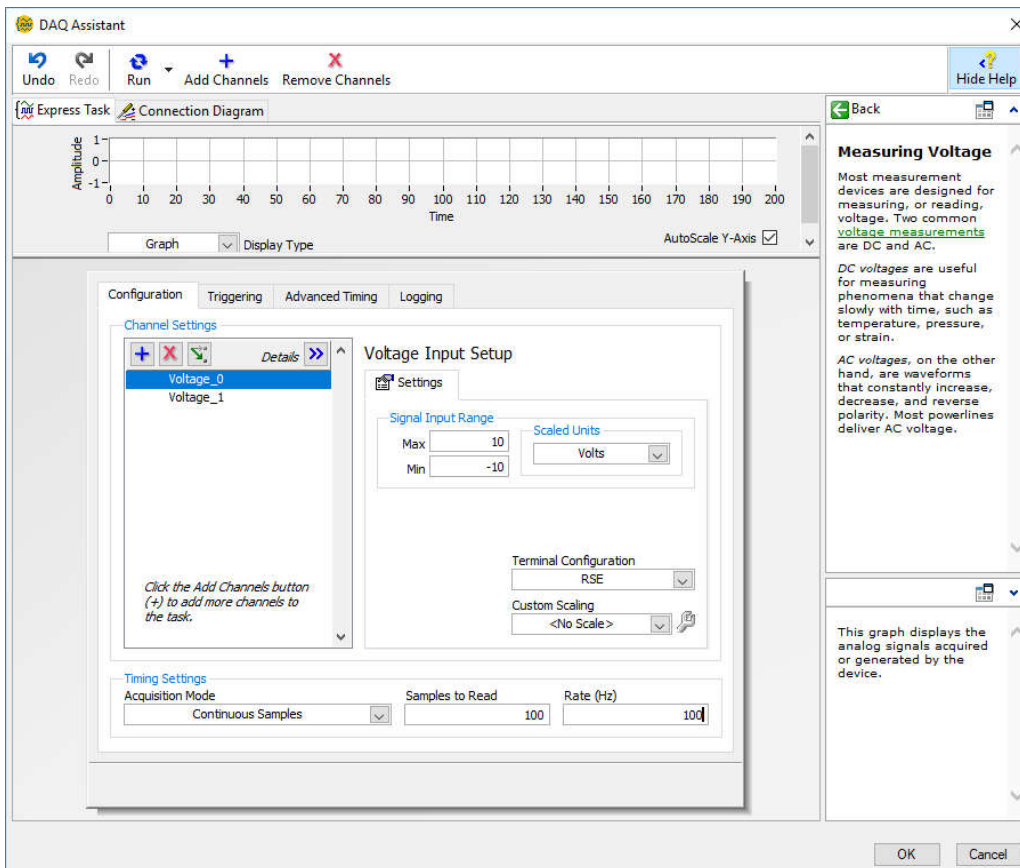 DAQ Assistant
Undo
Redo
Run
Add Channels
Remove Channels
Hide Help
Express Task
Connection Diagram
Amplitude
1
0
-1
0 10 20 30 40 50 60 70 80 90 100 110 120 130 140 150 160 170 180 190 200
Time
Graph
Display Type
AutoScale Y-Axis
Configuration
Triggering
Advanced Timing
Logging
Channel Settings
Details
Voltage_0
Voltage_1
Click the Add Channels button
(+) to add more channels to
the task.
Voltage Input Setup
Settings
Signal Input Range
Max 10
Min -10
Scaled Units
Volts
Terminal Configuration
RSE
Custom Scaling
<No Scale>
Timing Settings
Acquisition Mode
Continuous Samples
Samples to Read
100
Rate (Hz)
100
Back
Measuring Voltage
Most measurement
devices are designed for
measuring, or reading,
voltage. Two common
voltage measurements
are DC and AC.
DC voltages are useful
for measuring
phenomena that change
slowly with time, such as
temperature, pressure,
or strain.
AC voltages, on the other
hand, are waveforms
that constantly increase,
decrease, and reverse
polarity. Most powerlines
deliver AC voltage.
This graph displays the
analog signals acquired
or generated by the
device.
OK
Cancel